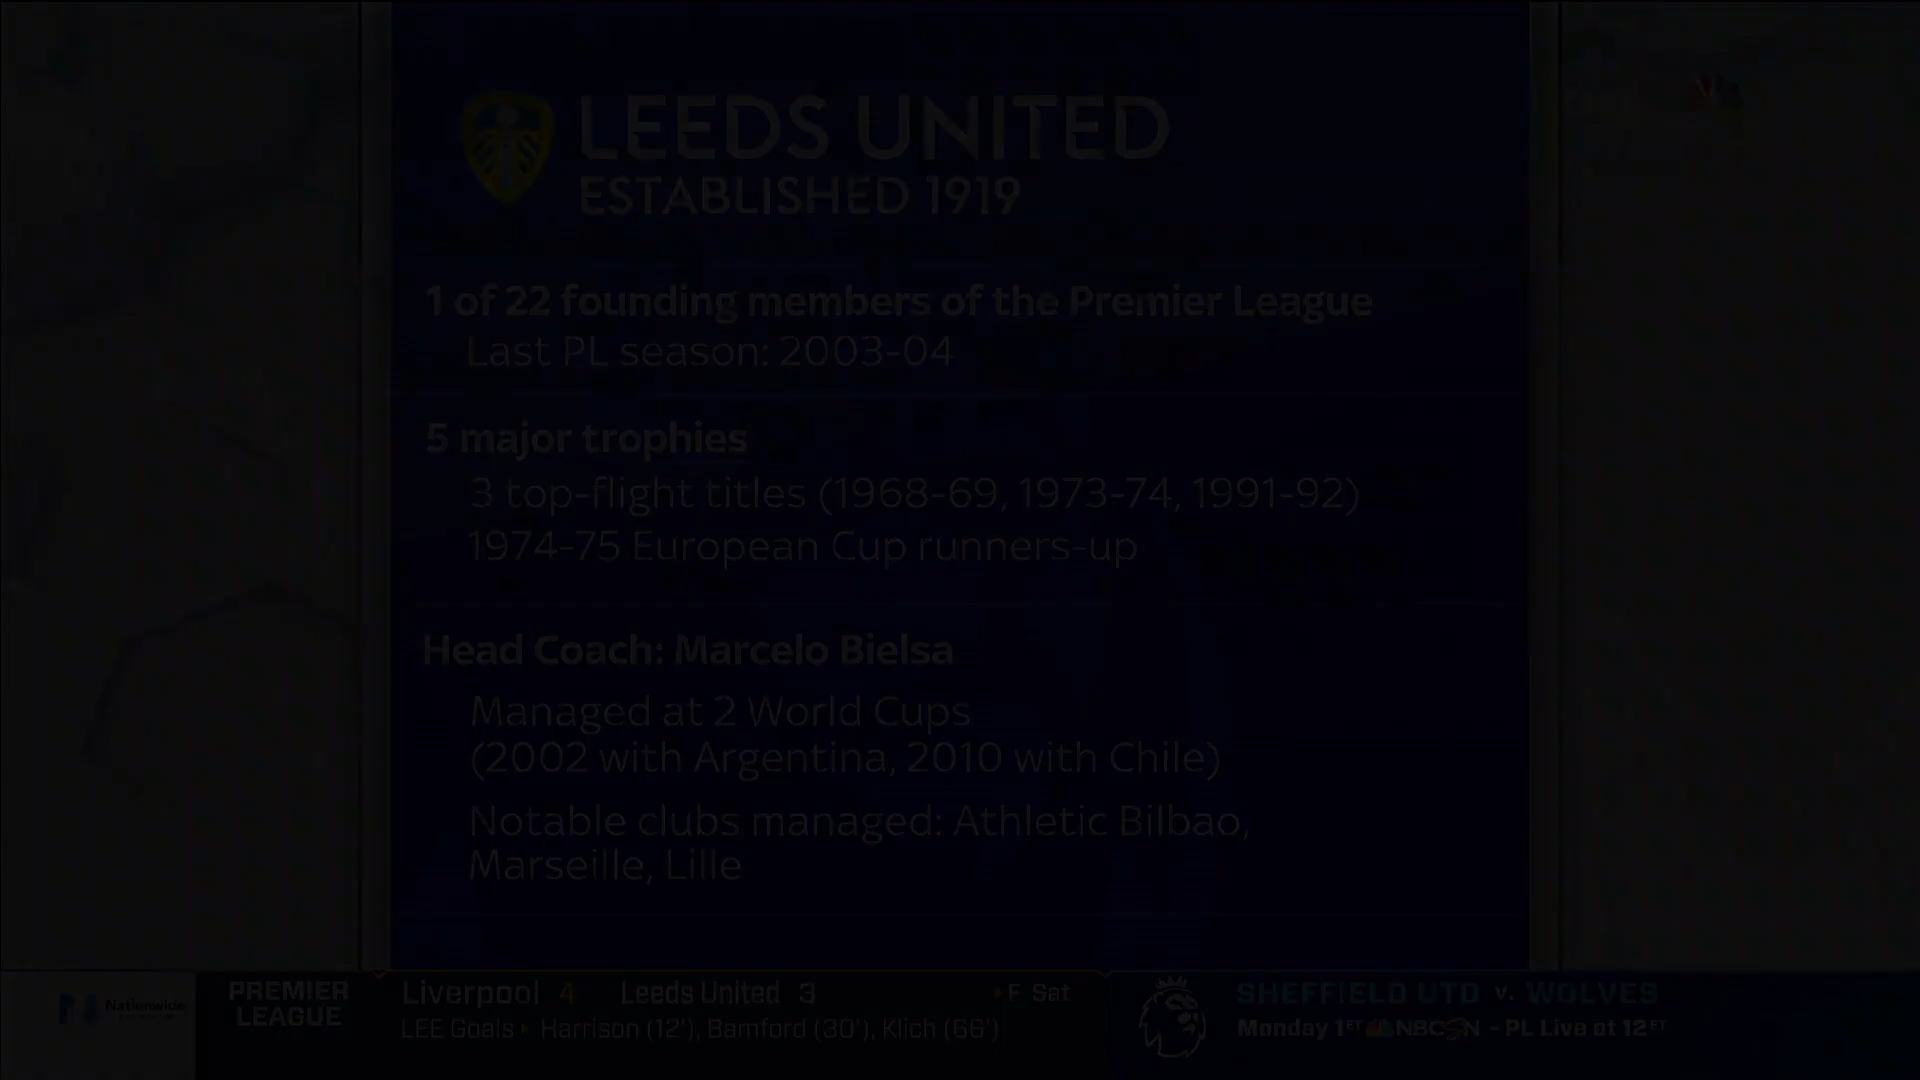 LEEDS UNITED
ESTABLISHED 1919
1 of 22 founding members of the Premier League
Last PL season: 2003-04
5 major trophies
3 top-flight titles (1968-69, 1973-74, 1991-92)
1974-75 European Cup runners-up
Head Coach: Marcelo Bielsa
Managed at 2 World Cups
(2002 with Argentina, 2010 with Chile)
Notable clubs managed: Athletic Bilbao,
Marseille, Lille
Nationwide
PREMIER
LEAGUE
Liverpool 4 Leeds United 3 F Sat
LEE Goals Harrison (12'), Bamford (30'), Klich (66')
SHEFFIELD UTD v. WOLVES
Monday 1ET NBCSN - PL Live at 12ET